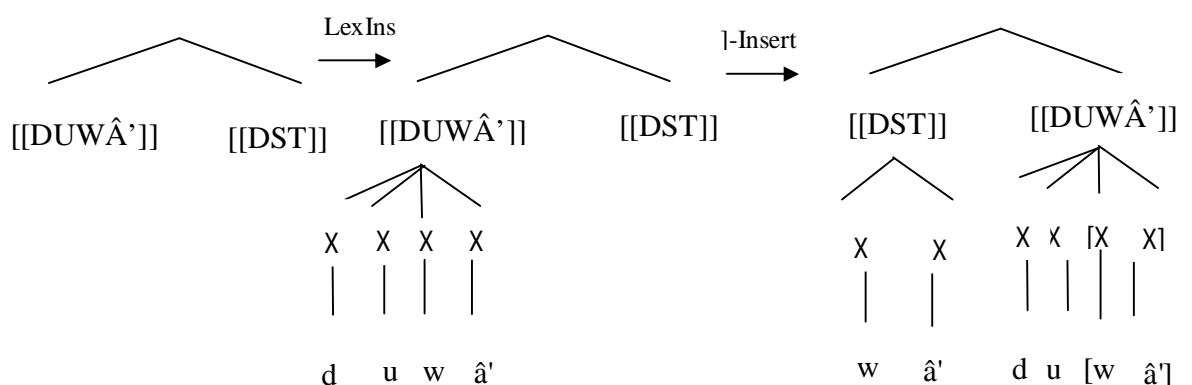 LexIns
]-Insert
[[DUWÂ’]] [[DST]] [[DUWÂ’]] [[DST]] [[DST]] [[DUWÂ’]]
X X X X X X X X [X X]
d u w â' w â' d u [w â']